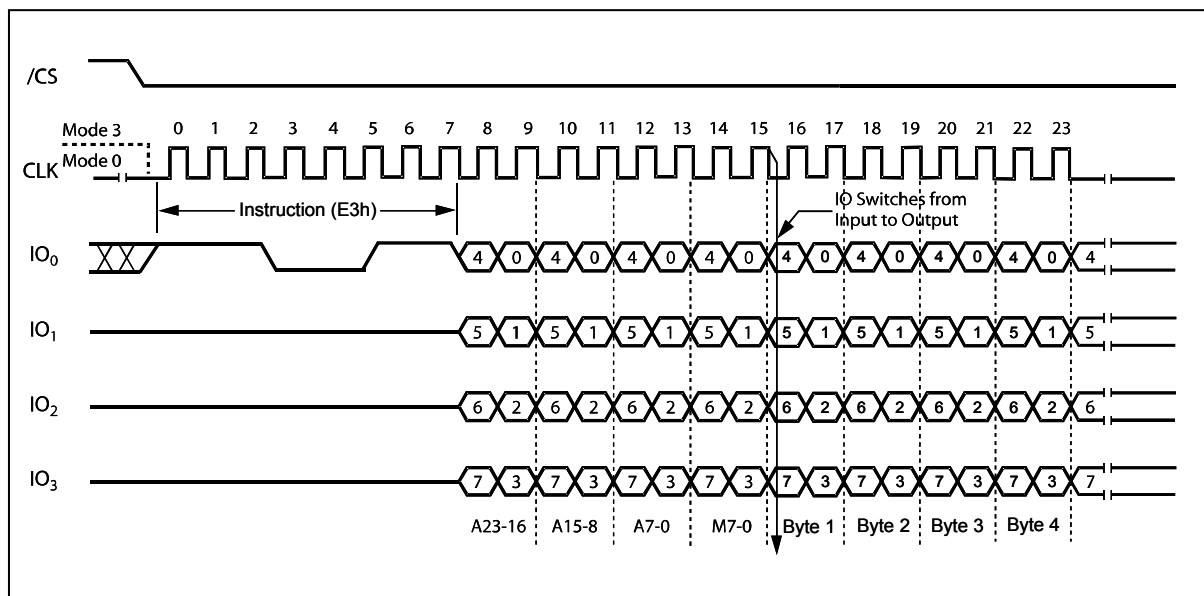 /CS
Mode 3
0 1 2 3 4 5 6 7 8 9 10 11 12 13 14 15 16 17 18 19 20 21 22 23
CLK
Mode 0
Instruction (E3h)
IO Switches from
Input to Output
IO0
4 0 4 0 4 0 4 0 4 0 4 0 4 0 4 0 4
IO1
5 1 5 1 5 1 5 1 5 1 5 1 5 1 5 1 5
IO2
6 2 6 2 6 2 6 2 6 2 6 2 6 2 6 2 6
IO3
7 3 7 3 7 3 7 3 7 3 7 3 7 3 7 3 7
A23-16 A15-8 A7-0 M7-0 Byte 1 Byte 2 Byte 3 Byte 4